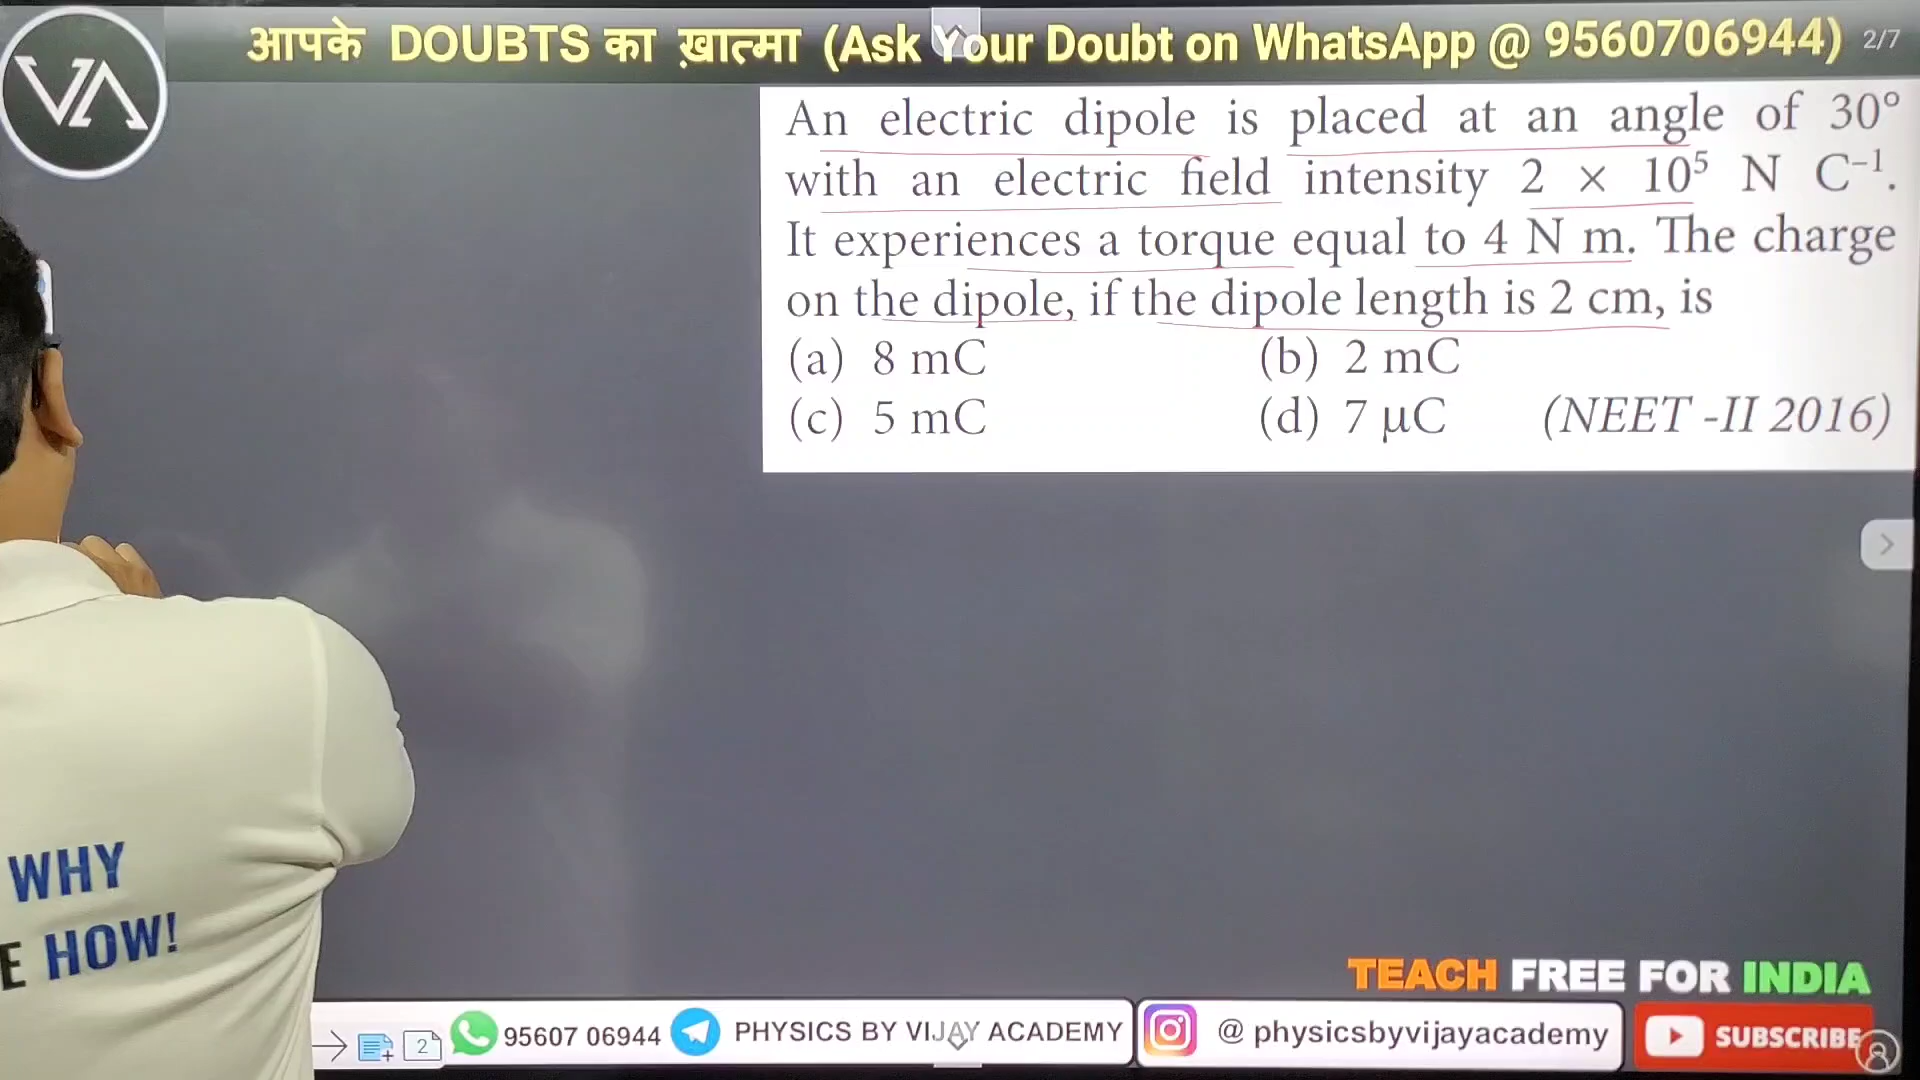 आपके DOUBTS का ख़ात्मा (Ask Your Doubt on WhatsApp @ 9560706944) 2/7
VA
An electric dipole is placed at an angle of 30°
with an electric field intensity 2 × 10⁵ N C⁻¹.
It experiences a torque equal to 4 N m. The charge
on the dipole, if the dipole length is 2 cm, is
(a) 8 mC (b) 2 mC
(c) 5 mC (d) 7 μC (NEET -II 2016)
WHY
E HOW!
TEACH FREE FOR INDIA
2 95607 06944 PHYSICS BY VIJAY ACADEMY @ physicsbyvijayacademy SUBSCRIBE